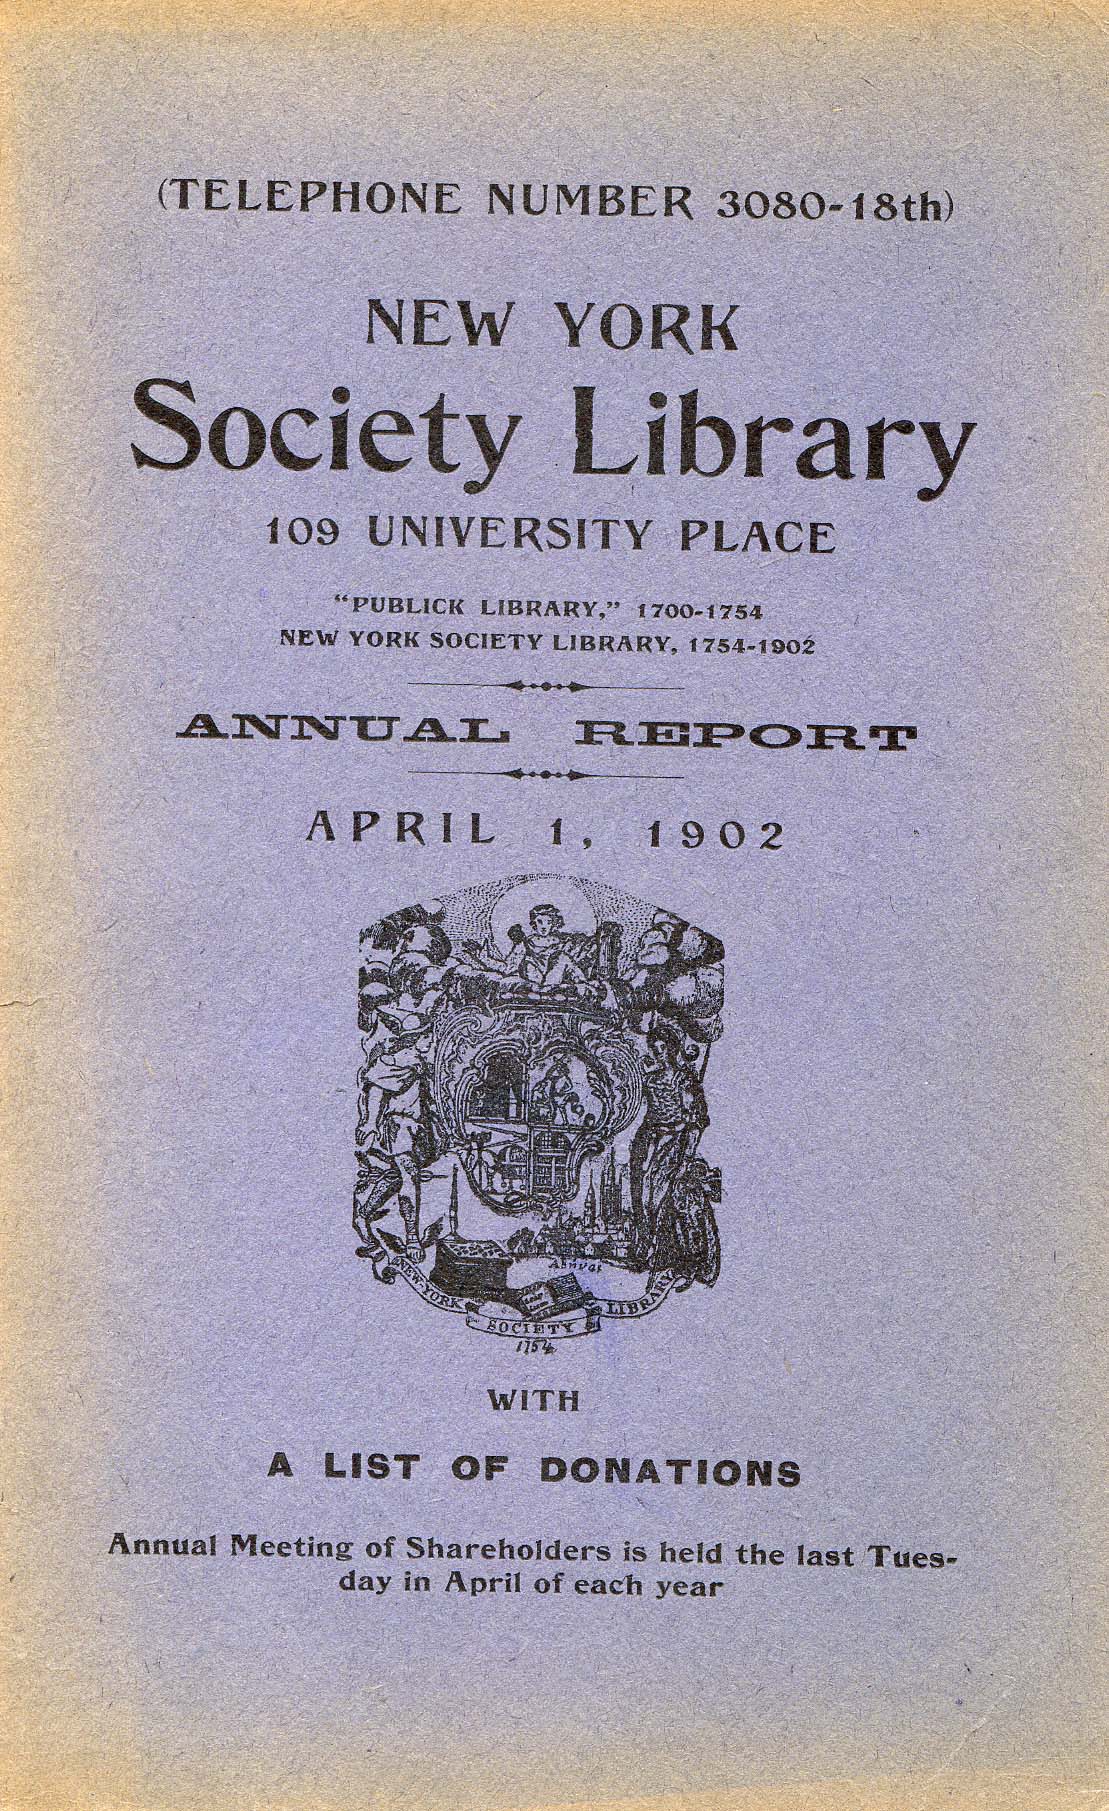 (TELEPHONE NUMBER 3080-18th)
NEW YORK
Society Library
109 UNIVERSITY PLACE
"PUBLICK LIBRARY," 1700-1754
NEW YORK SOCIETY LIBRARY, 1754-1902
ANNUAL REPORT
APRIL 1, 1902
NEW-YORK
SOCIETY
LIBRARY
1754
WITH
A LIST OF DONATIONS
Annual Meeting of Shareholders is held the last Tues-
day in April of each year